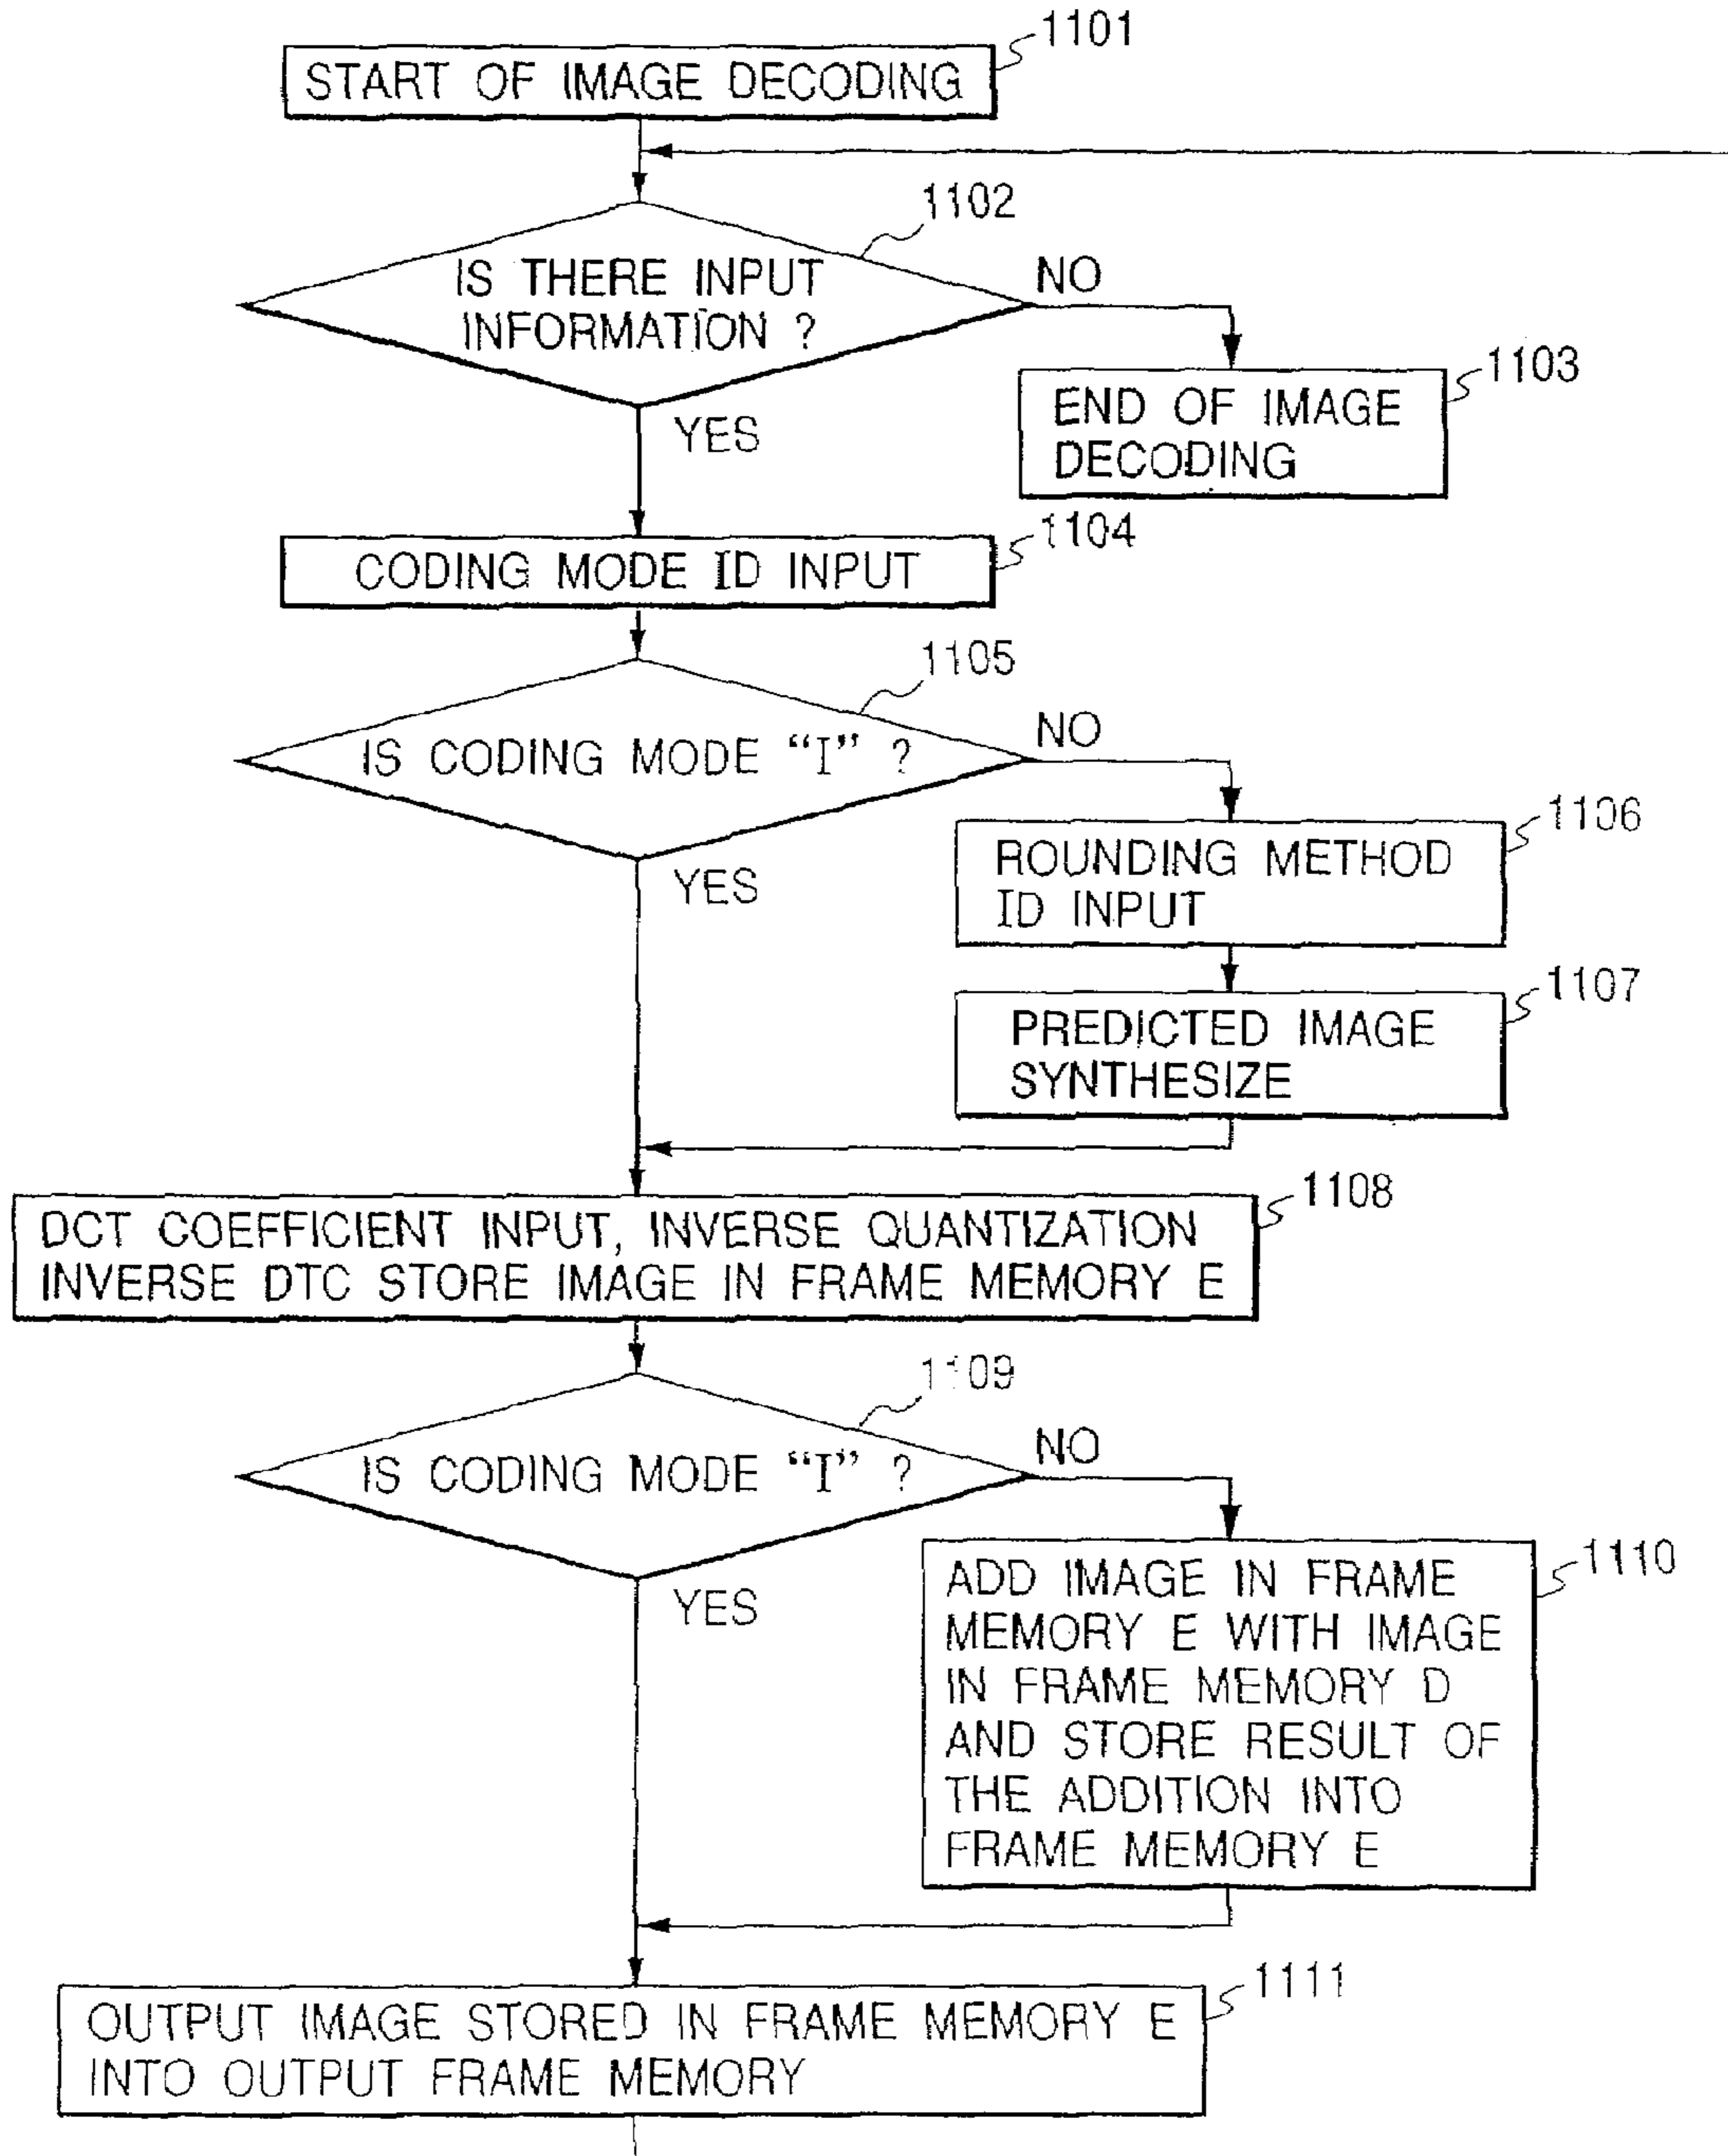 1101
START OF IMAGE DECODING
1102
IS THERE INPUT
INFORMATION ?
NO
YES
1103
END OF IMAGE
DECODING
1104
CODING MODE ID INPUT
1105
IS CODING MODE “I” ?
NO
YES
1106
ROUNDING METHOD
ID INPUT
1107
PREDICTED IMAGE
SYNTHESIZE
1108
DCT COEFFICIENT INPUT, INVERSE QUANTIZATION
INVERSE DTC STORE IMAGE IN FRAME MEMORY E
1109
IS CODING MODE “I” ?
NO
YES
1110
ADD IMAGE IN FRAME
MEMORY E WITH IMAGE
IN FRAME MEMORY D
AND STORE RESULT OF
THE ADDITION INTO
FRAME MEMORY E
1111
OUTPUT IMAGE STORED IN FRAME MEMORY E
INTO OUTPUT FRAME MEMORY